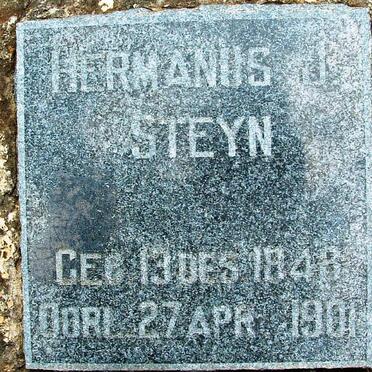 HERMANUS J.
STEYN
GEB 13 DES 1848
OORL. 27 APR. 1901